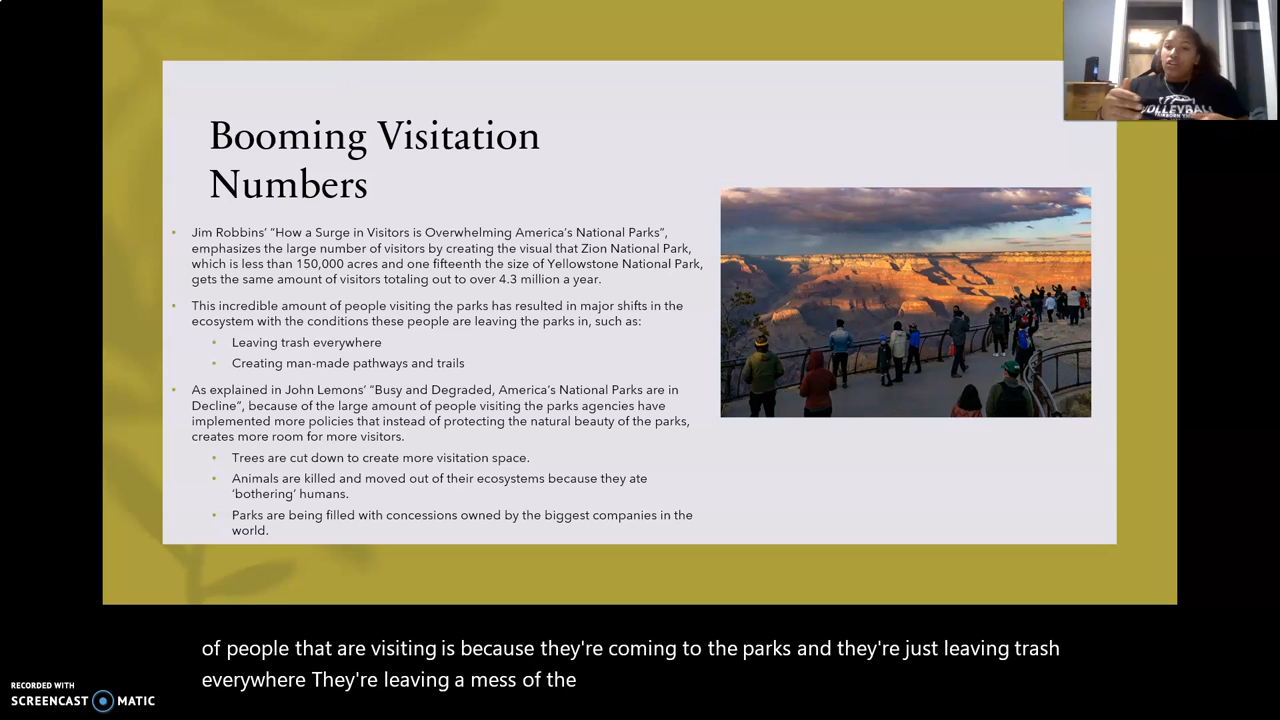 Booming Visitation
Numbers
Jim Robbins’ “How a Surge in Visitors is Overwhelming America’s National Parks”,
emphasizes the large number of visitors by creating the visual that Zion National Park,
which is less than 150,000 acres and one fifteenth the size of Yellowstone National Park,
gets the same amount of visitors totaling out to over 4.3 million a year.
This incredible amount of people visiting the parks has resulted in major shifts in the
ecosystem with the conditions these people are leaving the parks in, such as:
Leaving trash everywhere
Creating man-made pathways and trails
As explained in John Lemons’ “Busy and Degraded, America’s National Parks are in
Decline”, because of the large amount of people visiting the parks agencies have
implemented more policies that instead of protecting the natural beauty of the parks,
creates more room for more visitors.
Trees are cut down to create more visitation space.
Animals are killed and moved out of their ecosystems because they ate
‘bothering’ humans.
Parks are being filled with concessions owned by the biggest companies in the
world.
VOLLEYBALL
of people that are visiting is because they're coming to the parks and they're just leaving trash
everywhere They're leaving a mess of the
RECORDED WITH
SCREENCAST MATIC